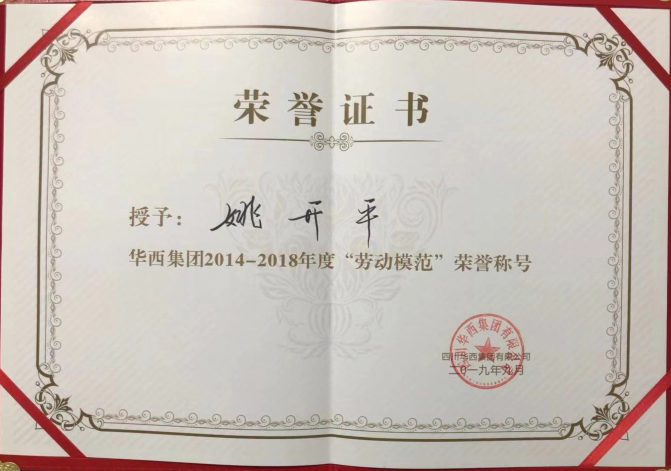 荣誉证书
授予：姚开平
华西集团2014-2018年度“劳动模范”荣誉称号
四川华西集团有限公司
二〇一九年九月